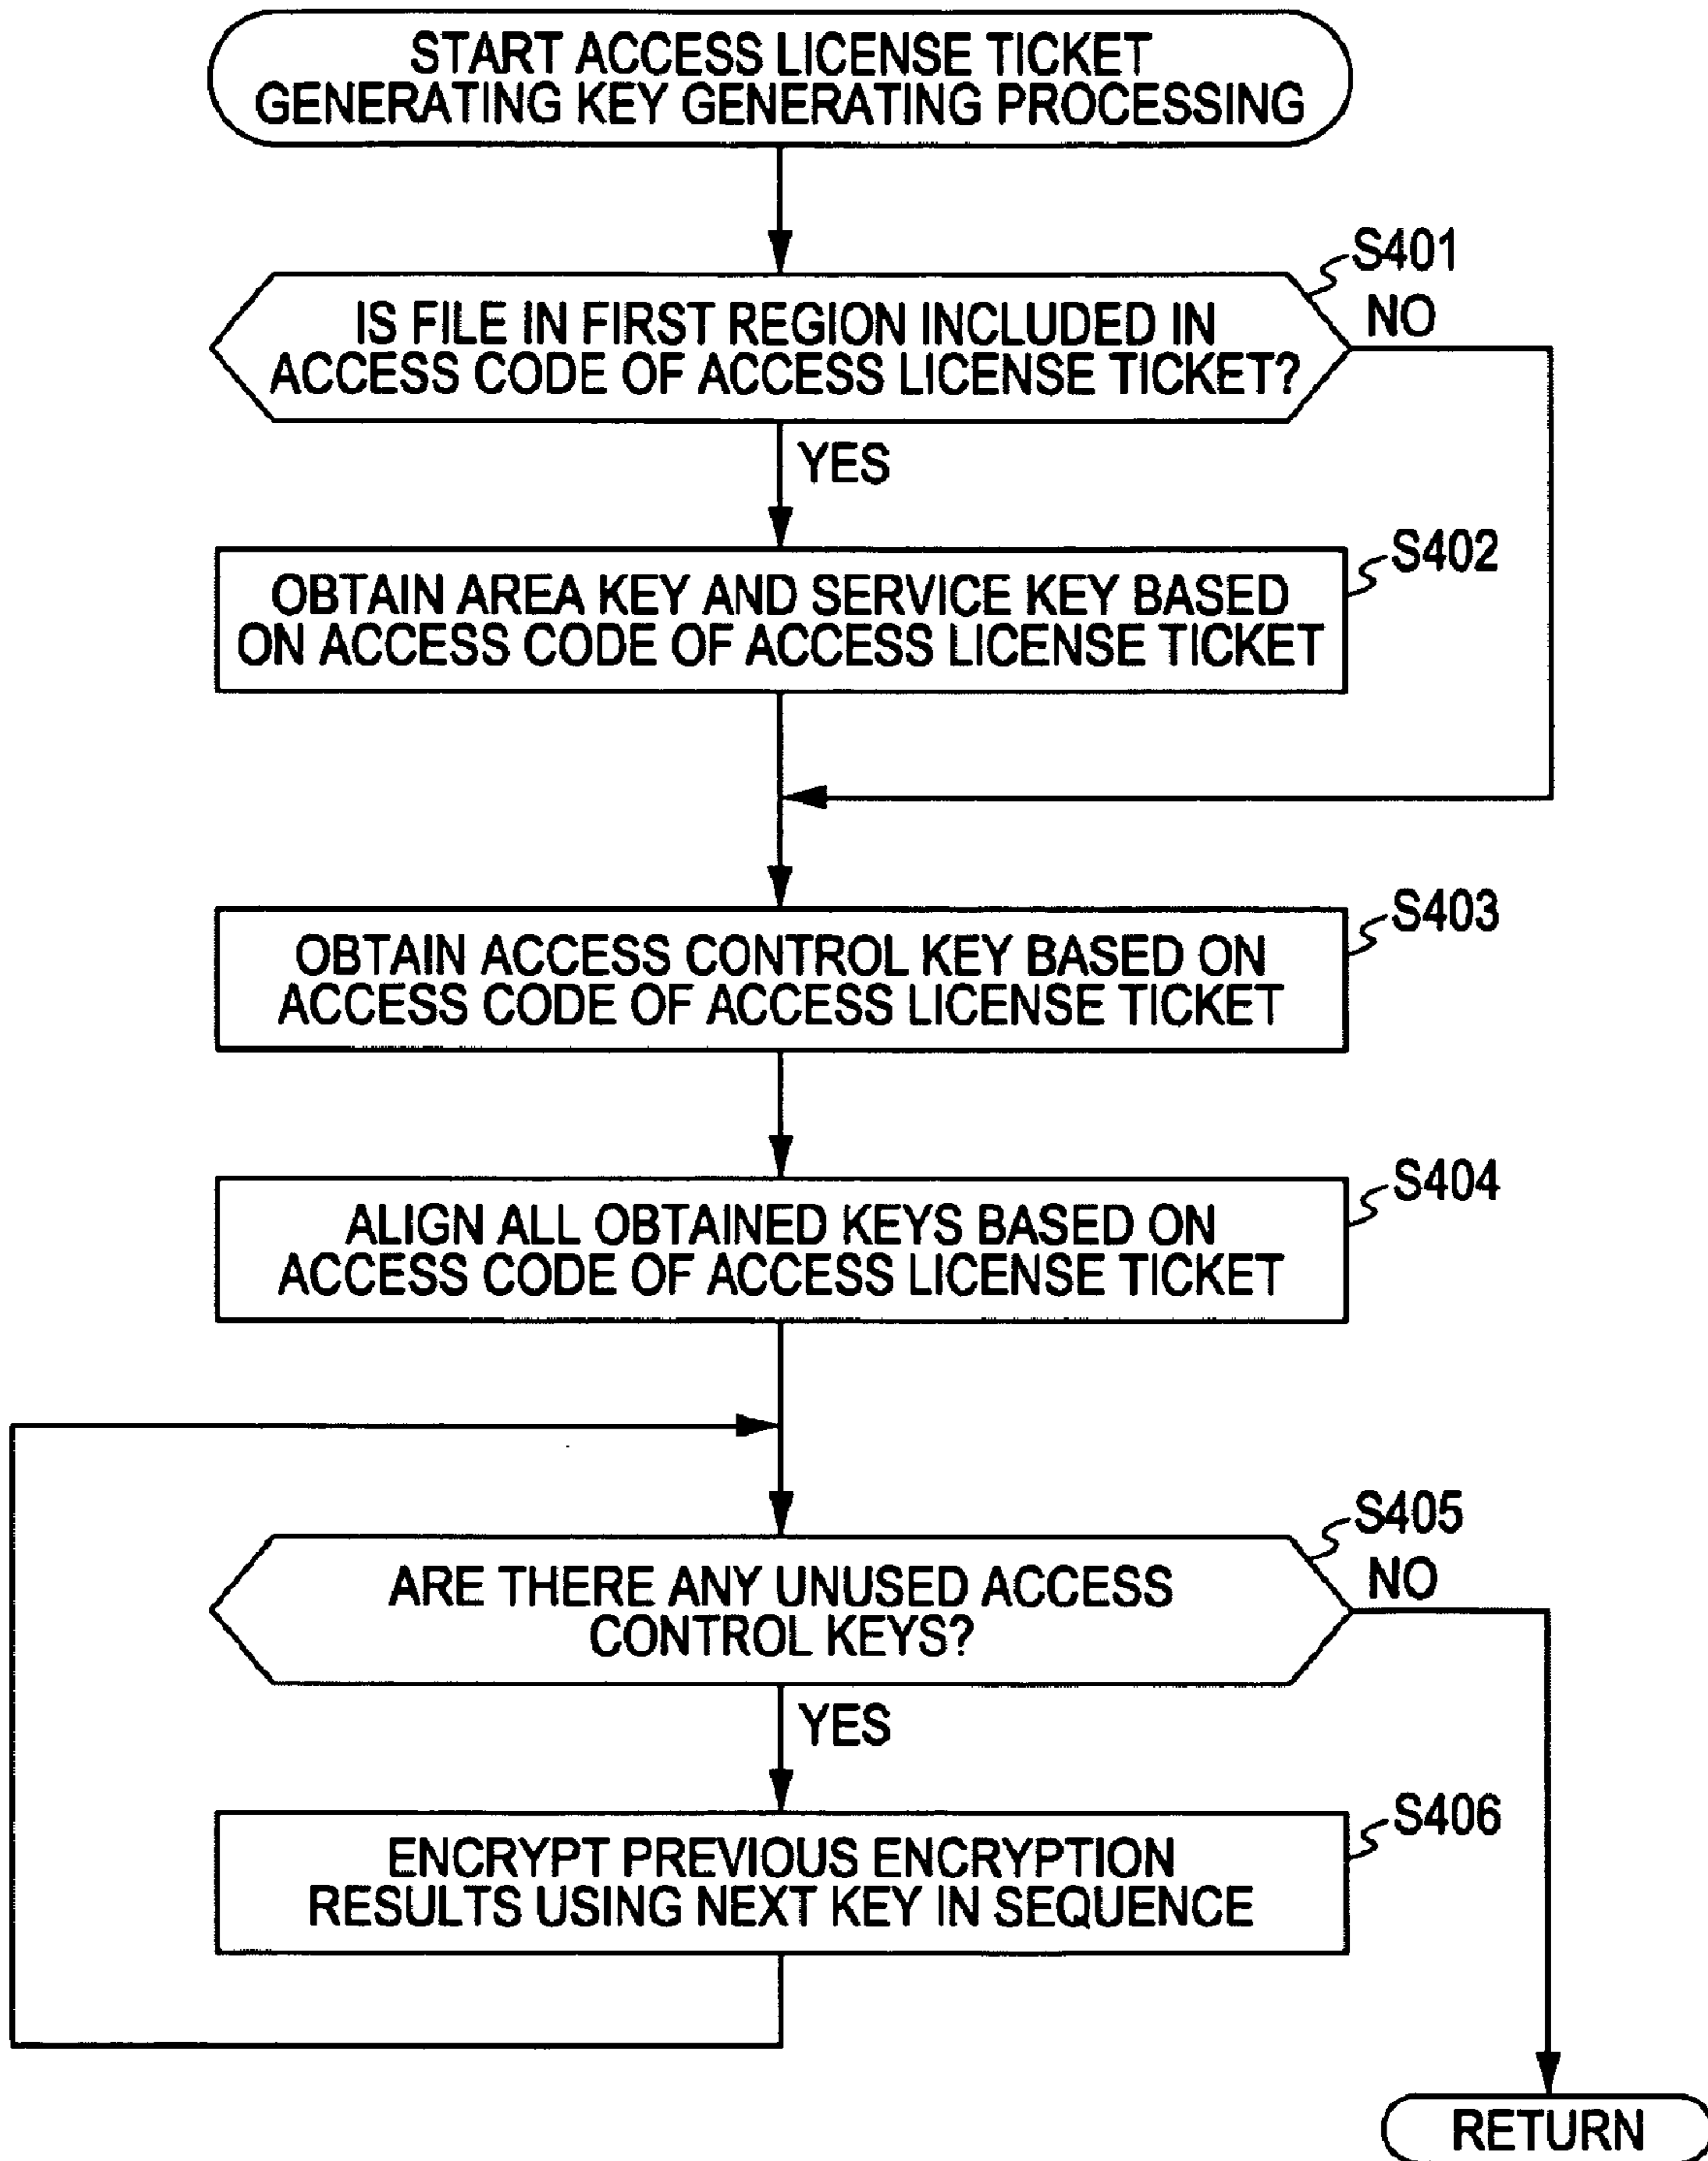 START ACCESS LICENSE TICKET
GENERATING KEY GENERATING PROCESSING
S401
NO
IS FILE IN FIRST REGION INCLUDED IN
ACCESS CODE OF ACCESS LICENSE TICKET?
YES
S402
OBTAIN AREA KEY AND SERVICE KEY BASED
ON ACCESS CODE OF ACCESS LICENSE TICKET
S403
OBTAIN ACCESS CONTROL KEY BASED ON
ACCESS CODE OF ACCESS LICENSE TICKET
S404
ALIGN ALL OBTAINED KEYS BASED ON
ACCESS CODE OF ACCESS LICENSE TICKET
S405
NO
ARE THERE ANY UNUSED ACCESS
CONTROL KEYS?
YES
S406
ENCRYPT PREVIOUS ENCRYPTION
RESULTS USING NEXT KEY IN SEQUENCE
RETURN